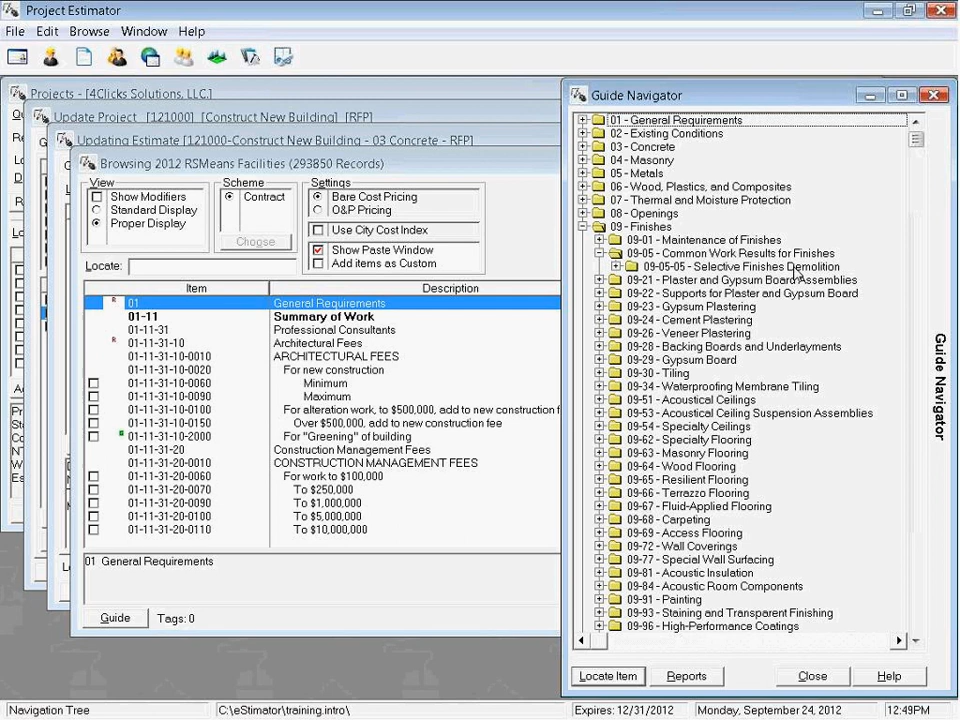 Project Estimator
File Edit Browse Window Help
Projects - [4Clicks Solutions, LLC.]
Update Project [121000] [Construct New Building] [RFP]
Updating Estimate [121000-Construct New Building - 03 Concrete - RFP]
Browsing 2012 RSMeans Facilities (293850 Records)
View
Show Modifiers
Standard Display
Proper Display
Scheme
Contract
Choose
Settings
Bare Cost Pricing
O&P Pricing
Use City Cost Index
Show Paste Window
Add items as Custom
Locate:
Item Description
R 01 General Requirements
01-11 Summary of Work
01-11-31 Professional Consultants
R 01-11-31-10 Architectural Fees
01-11-31-10-0010 ARCHITECTURAL FEES
01-11-31-10-0020 For new construction
01-11-31-10-0060 Minimum
01-11-31-10-0090 Maximum
01-11-31-10-0100 For alteration work, to $500,000, add to new construction f
01-11-31-10-0150 Over $500,000, add to new construction fee
01-11-31-10-2000 For "Greening" of building
01-11-31-20 Construction Management Fees
01-11-31-20-0010 CONSTRUCTION MANAGEMENT FEES
01-11-31-20-0060 For work to $100,000
01-11-31-20-0070 To $250,000
01-11-31-20-0090 To $1,000,000
01-11-31-20-0100 To $5,000,000
01-11-31-20-0110 To $10,000,000
01 General Requirements
Guide Tags: 0
Guide Navigator
01 - General Requirements
02 - Existing Conditions
03 - Concrete
04 - Masonry
05 - Metals
06 - Wood, Plastics, and Composites
07 - Thermal and Moisture Protection
08 - Openings
09 - Finishes
09-01 - Maintenance of Finishes
09-05 - Common Work Results for Finishes
09-05-05 - Selective Finishes Demolition
09-21 - Plaster and Gypsum Board Assemblies
09-22 - Supports for Plaster and Gypsum Board
09-23 - Gypsum Plastering
09-24 - Cement Plastering
09-26 - Veneer Plastering
09-28 - Backing Boards and Underlayments
09-29 - Gypsum Board
09-30 - Tiling
09-34 - Waterproofing Membrane Tiling
09-51 - Acoustical Ceilings
09-53 - Acoustical Ceiling Suspension Assemblies
09-54 - Specialty Ceilings
09-62 - Specialty Flooring
09-63 - Masonry Flooring
09-64 - Wood Flooring
09-65 - Resilient Flooring
09-66 - Terrazzo Flooring
09-67 - Fluid-Applied Flooring
09-68 - Carpeting
09-69 - Access Flooring
09-72 - Wall Coverings
09-77 - Special Wall Surfacing
09-81 - Acoustic Insulation
09-84 - Acoustic Room Components
09-91 - Painting
09-93 - Staining and Transparent Finishing
09-96 - High-Performance Coatings
Guide Navigator
Locate Item Reports Close Help
Navigation Tree C:\eStimator\training.intro\ Expires: 12/31/2012 Monday, September 24, 2012 12:49PM